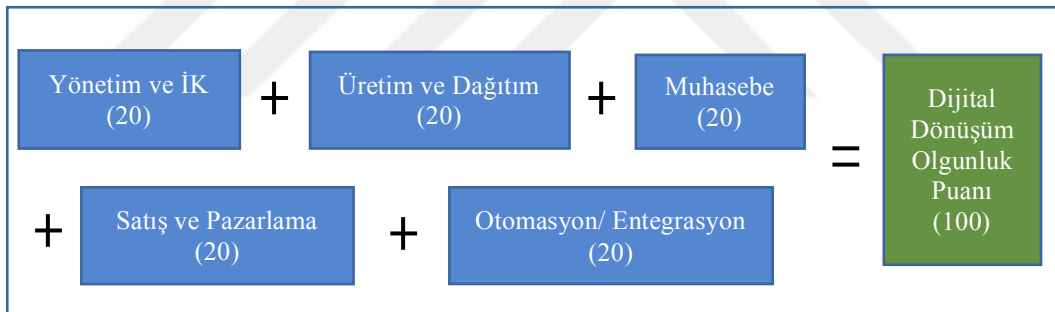 Yönetim ve İK
(20)
+
Üretim ve Dağıtım
(20)
+
Muhasebe
(20)
+
Satış ve Pazarlama
(20)
+
Otomasyon/ Entegrasyon
(20)
=
Dijital
Dönüşüm
Olgunluk
Puanı
(100)